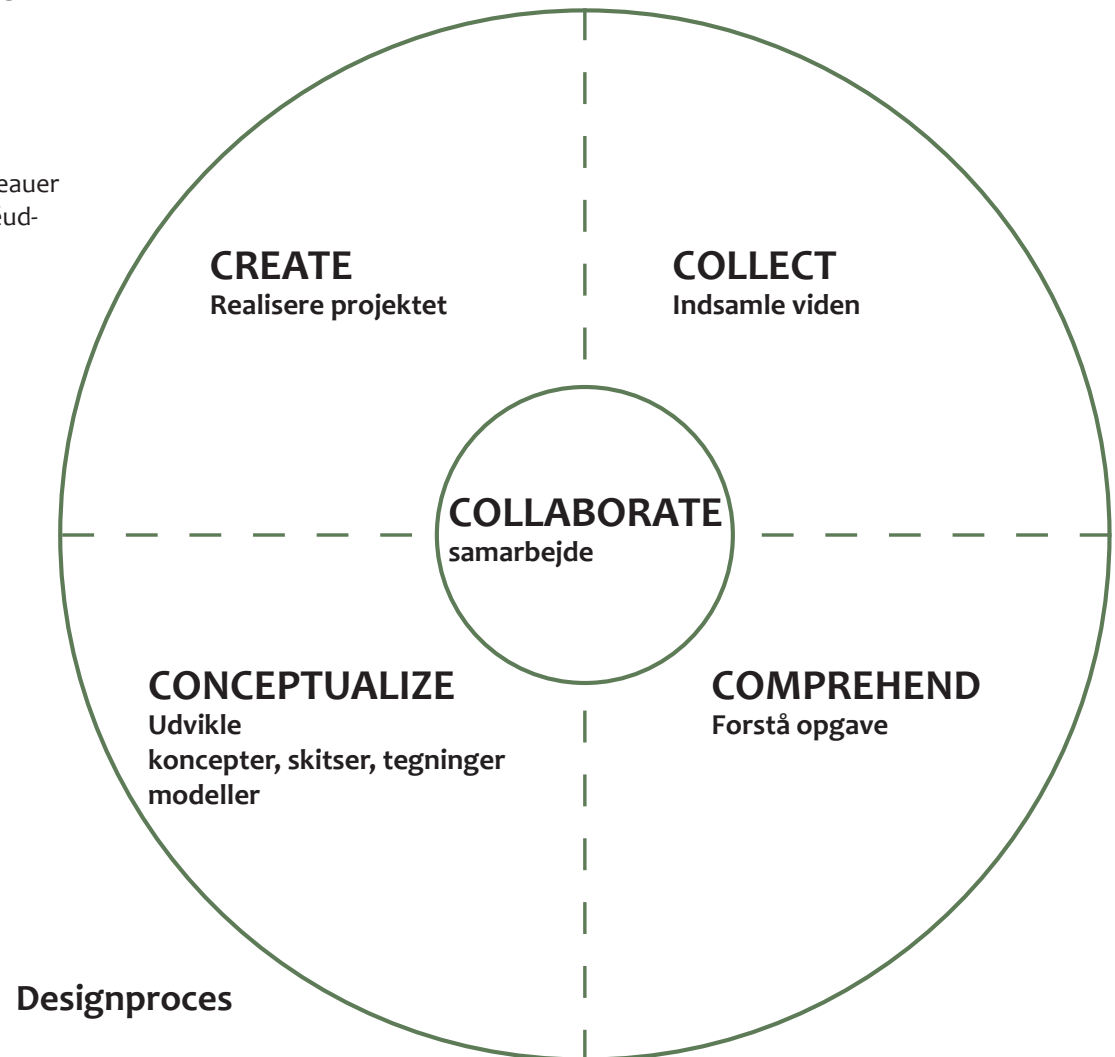 CREATE
Realisere projektet
COLLECT
Indsamle viden
COLLABORATE
samarbejde
CONCEPTUALIZE
Udvikle
koncepter, skitser, tegninger
modeller
COMPREHEND
Forstå opgave
Designproces